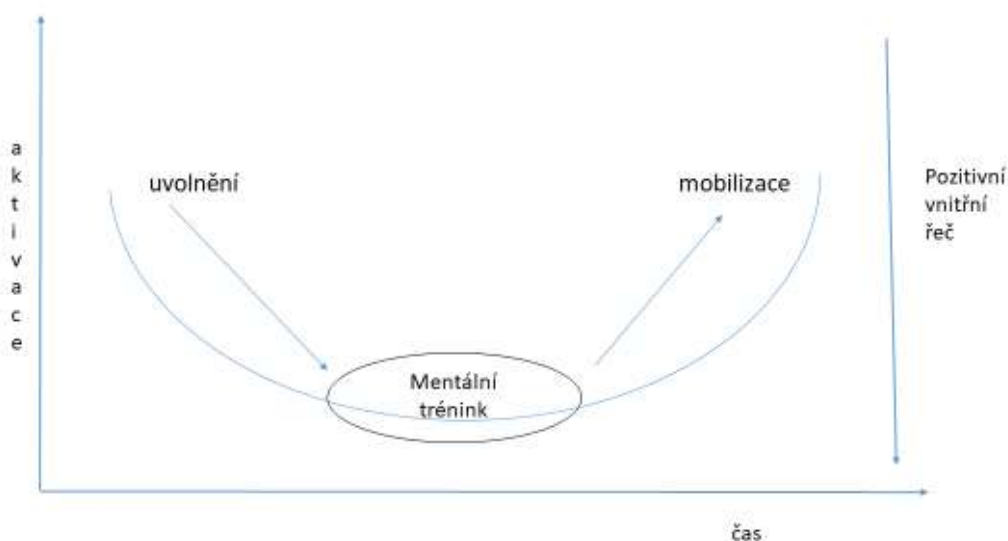 a
k
t
i
v
a
c
e
uvolnění
mobilizace
Pozitivní
vnitřní
řeč
Mentální
trénink
čas